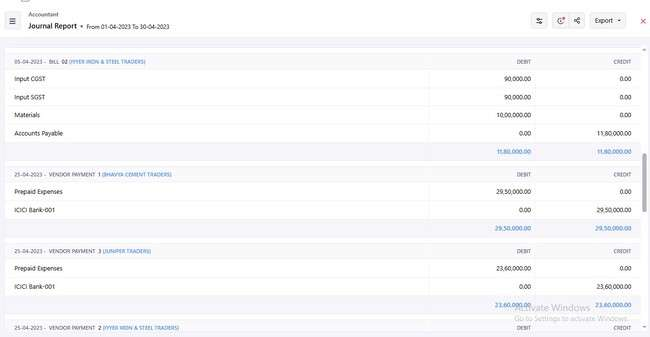 Accountant
Journal Report • From 01-04-2023 To 30-04-2023
Export
05-04-2023 - BILL 02 (IYYER IRON & STEEL TRADERS) DEBIT CREDIT
Input CGST 90,000.00 0.00
Input SGST 90,000.00 0.00
Materials 10,00,000.00 0.00
Accounts Payable 0.00 11,80,000.00
11,80,000.00 11,80,000.00
25-04-2023 - VENDOR PAYMENT 1 (BHAVYA CEMENT TRADERS) DEBIT CREDIT
Prepaid Expenses 29,50,000.00 0.00
ICICI Bank-001 0.00 29,50,000.00
29,50,000.00 29,50,000.00
25-04-2023 - VENDOR PAYMENT 3 (JUNIPER TRADERS) DEBIT CREDIT
Prepaid Expenses 23,60,000.00 0.00
ICICI Bank-001 0.00 23,60,000.00
23,60,000.00 23,60,000.00
Activate Windows
Go to Settings to activate Windows.
25-04-2023 - VENDOR PAYMENT 2 (IYYER IRON & STEEL TRADERS) DEBIT CREDIT